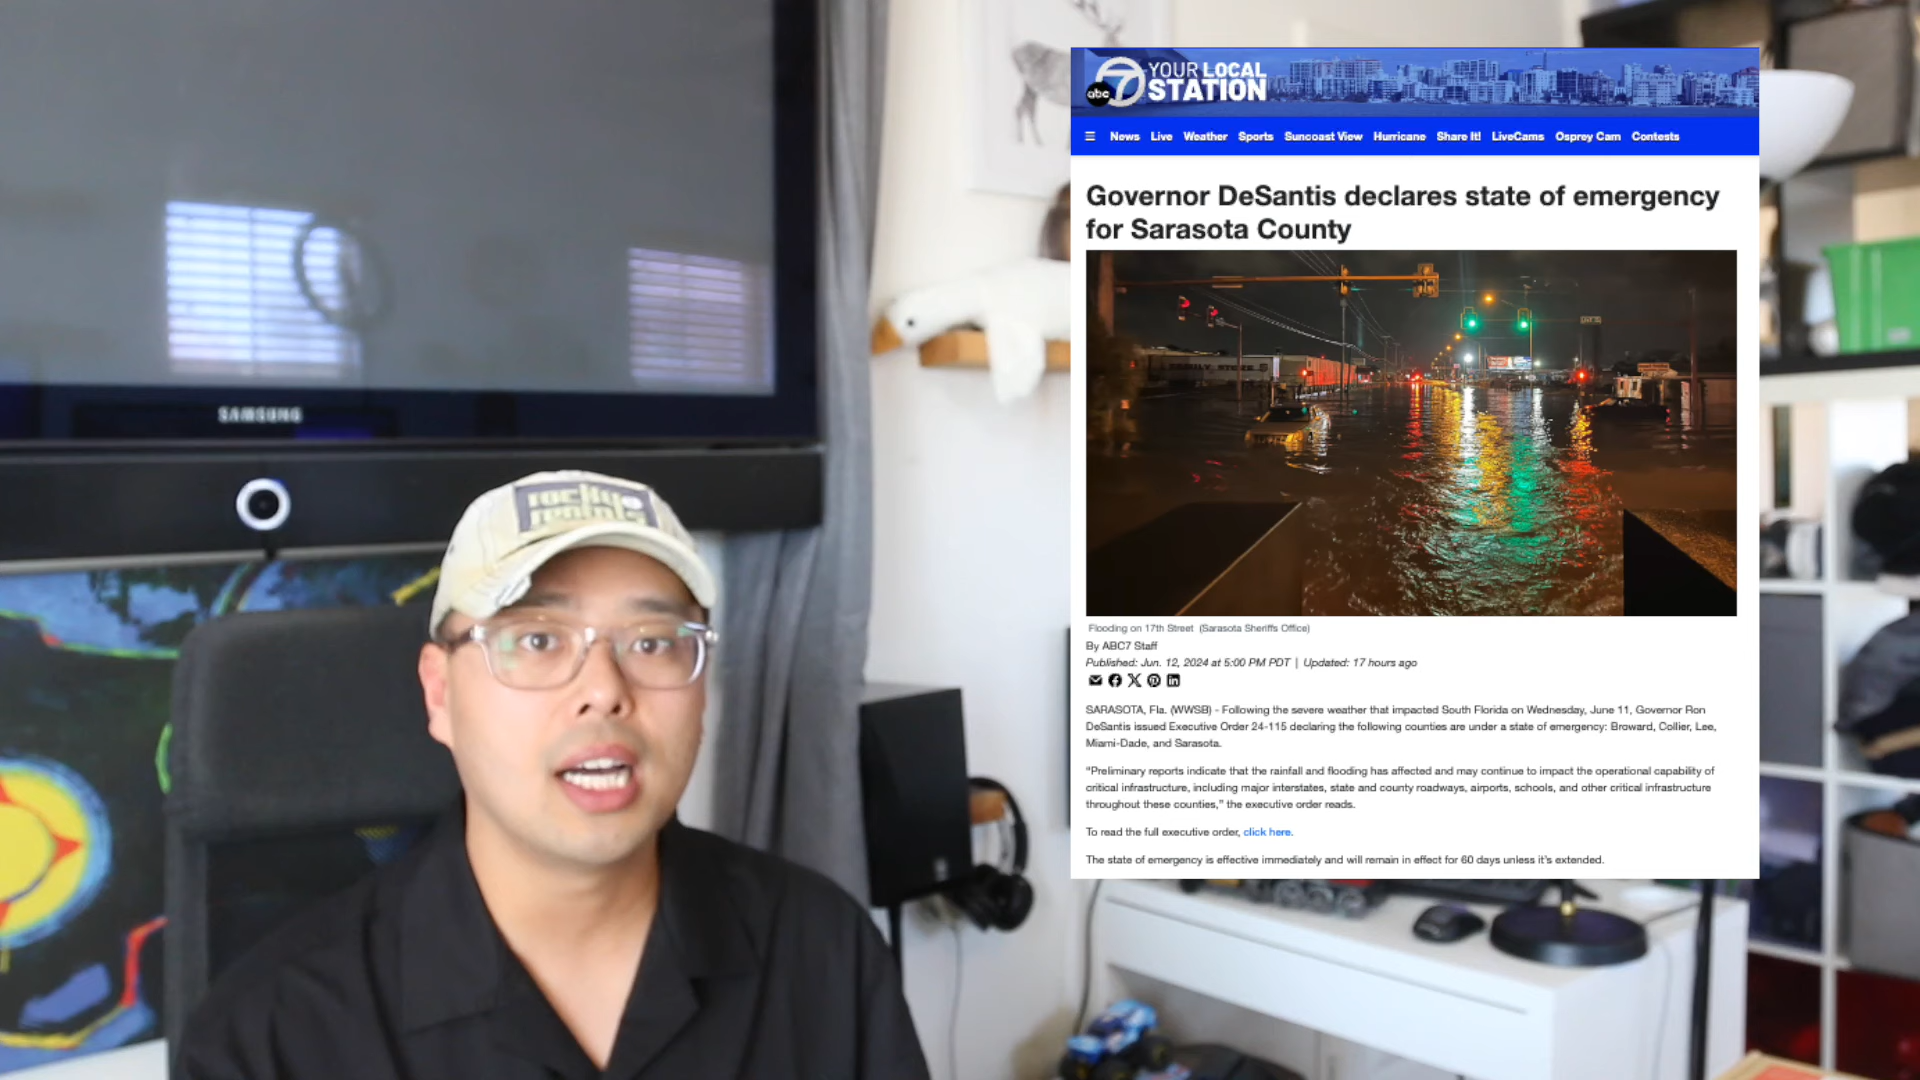 SAMSUNG
rocky
rentals
abc 7 YOUR LOCAL
STATION
News Live Weather Sports Suncoast View Hurricane Share It! LiveCams Osprey Cam Contests
Governor DeSantis declares state of emergency
for Sarasota County
FAMILY STORE
Flooding on 17th Street (Sarasota Sheriffs Office)
By ABC7 Staff
Published: Jun. 12, 2024 at 5:00 PM PDT | Updated: 17 hours ago
SARASOTA, Fla. (WWSB) - Following the severe weather that impacted South Florida on Wednesday, June 11, Governor Ron
DeSantis issued Executive Order 24-115 declaring the following counties are under a state of emergency: Broward, Collier, Lee,
Miami-Dade, and Sarasota.
“Preliminary reports indicate that the rainfall and flooding has affected and may continue to impact the operational capability of
critical infrastructure, including major interstates, state and county roadways, airports, schools, and other critical infrastructure
throughout these counties,” the executive order reads.
To read the full executive order, click here.
The state of emergency is effective immediately and will remain in effect for 60 days unless it’s extended.